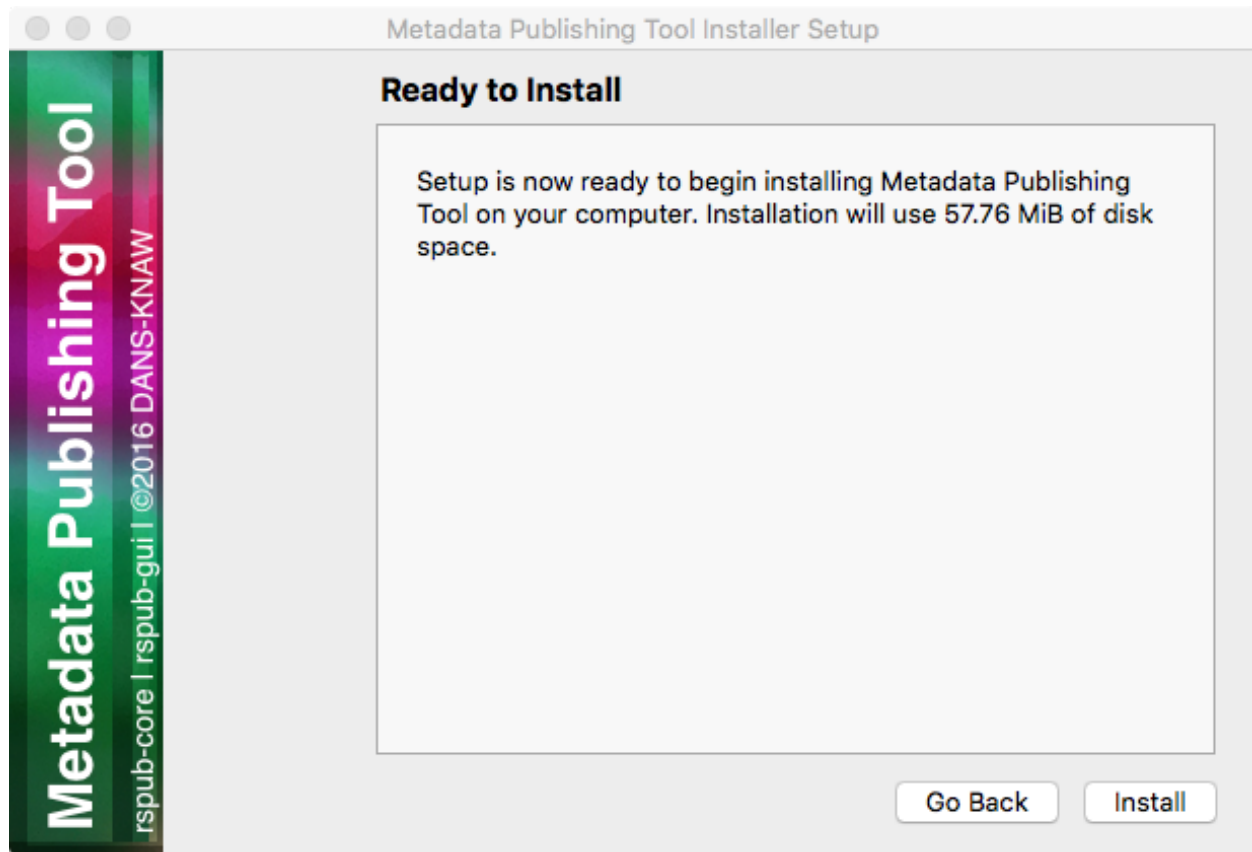 Metadata Publishing Tool Installer Setup
Metadata Publishing Tool
rspub-core | rspub-gui | ©2016 DANS-KNAW
Ready to Install
Setup is now ready to begin installing Metadata Publishing
Tool on your computer. Installation will use 57.76 MiB of disk
space.
Go Back
Install